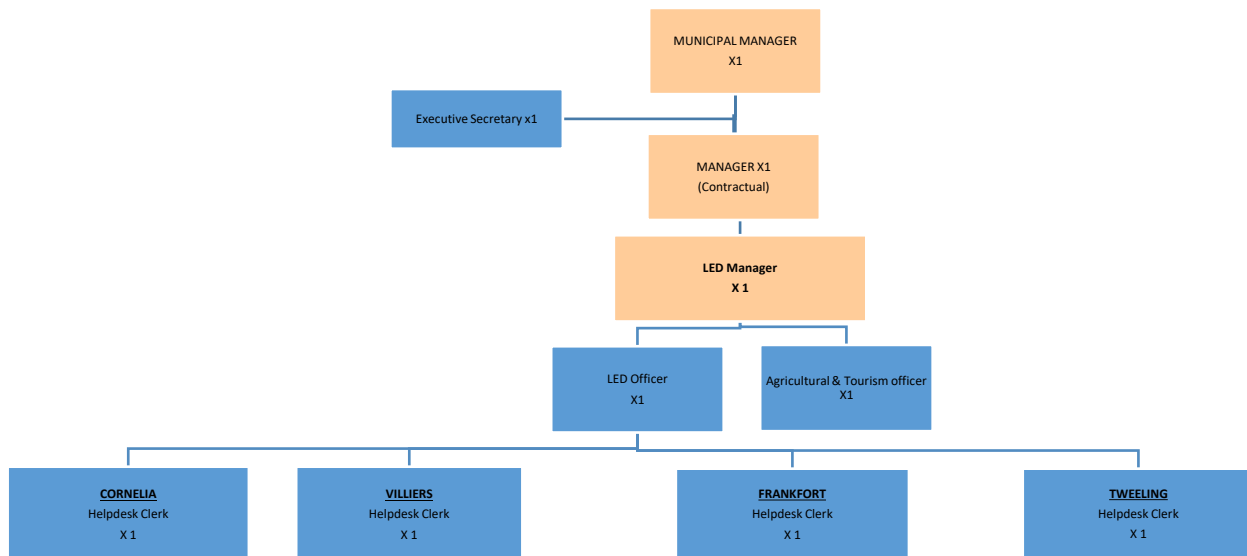 MUNICIPAL MANAGER
X1
Executive Secretary x1
MANAGER X1
(Contractual)
LED Manager
X 1
LED Officer
X1
Agricultural & Tourism officer
X1
CORNELIA
Helpdesk Clerk
X 1
VILLIERS
Helpdesk Clerk
X 1
FRANKFORT
Helpdesk Clerk
X 1
TWEELING
Helpdesk Clerk
X 1